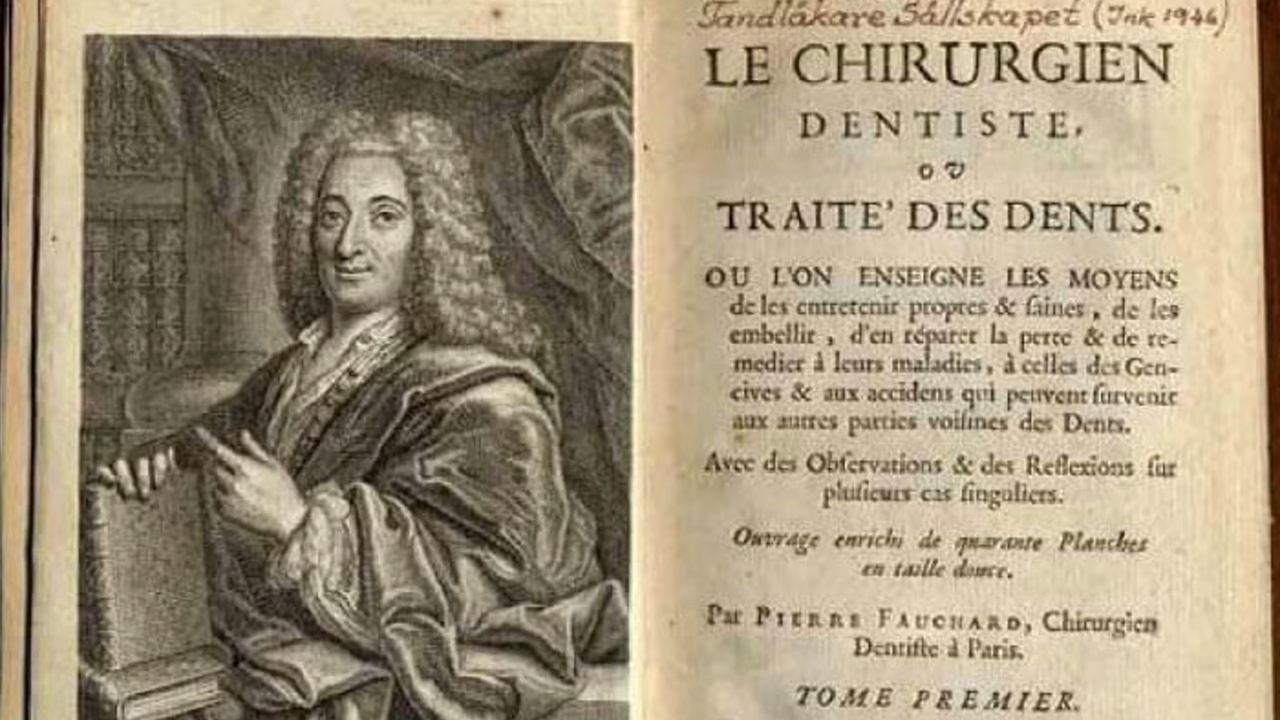 Tandläkare Sällskapet (Ink 1946)
LE CHIRURGIEN
DENTISTE,
OU
TRAITE' DES DENTS.
OU L'ON ENSEIGNE LES MOYENS
de les entretenir propres & saines, de les
embellir, d'en réparer la perte & de re-
medier à leurs maladies, à celles des Gen-
cives & aux accidens qui peuvent survenir
aux autres parties voisines des Dents.
Avec des Observations & des Reflexions sur
plusieurs cas singuliers.
Ouvrage enrichi de quarante Planches
en taille douce.
Par PIERRE FAUCHARD, Chirurgien
Dentiste à Paris.
TOME PREMIER.